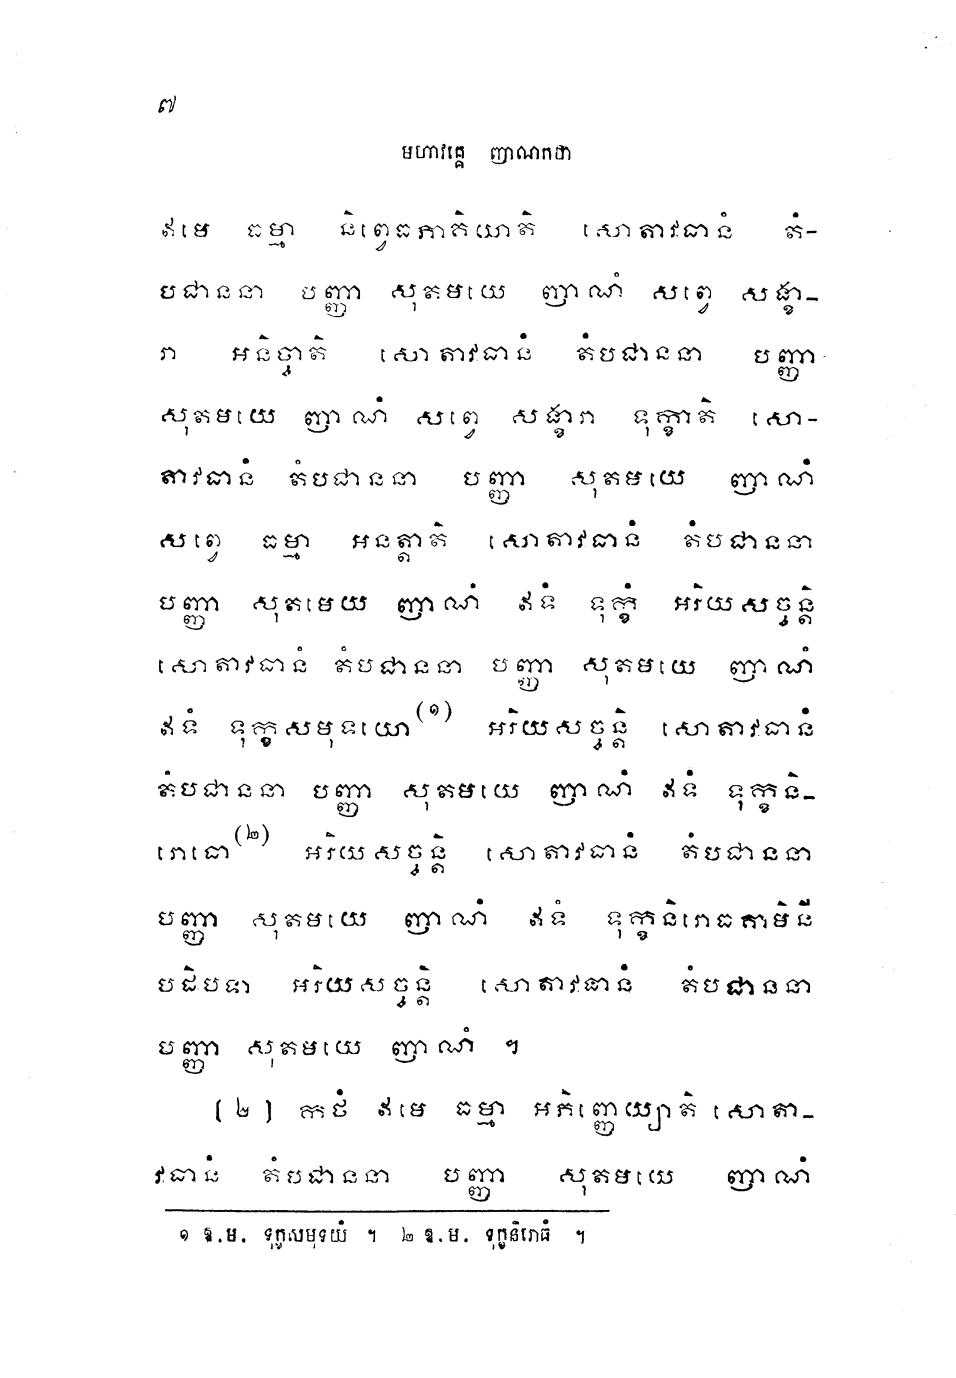 ៧
មហាវគ្គេ ញាណកថា
ឥមេ ធម្មា និព្វេធភាគិយាតិ សោតាវធានំ តំ-
បជាននា បញ្ញា សុតមយេ ញាណំ សព្វេ សង្ខា-
រា អនិច្ចាតិ សោតាវធានំ តំបជាននា បញ្ញា
សុតមយេ ញាណំ សព្វេ សង្ខារា ទុក្ខាតិ សោ-
តាវធានំ តំបជាននា បញ្ញា សុតមយេ ញាណំ
សព្វេ ធម្មា អនត្តាតិ សោតាវធានំ តំបជាននា
បញ្ញា សុតមយេ ញាណំ ឥទំ ទុក្ខំ អរិយសច្ចន្តិ
សោតាវធានំ តំបជាននា បញ្ញា សុតមយេ ញាណំ
ឥទំ ទុក្ខសមុទយោ(១) អរិយសច្ចន្តិ សោតាវធានំ
តំបជាននា បញ្ញា សុតមយេ ញាណំ ឥទំ ទុក្ខនិ-
រោធោ(២) អរិយសច្ចន្តិ សោតាវធានំ តំបជាននា
បញ្ញា សុតមយេ ញាណំ ឥទំ ទុក្ខនិរោធគាមិនី
បដិបទា អរិយសច្ចន្តិ សោតាវធានំ តំបជាននា
បញ្ញា សុតមយេ ញាណំ ។
[២] កថំ ឥមេ ធម្មា អភិញ្ញេយ្យាតិ សោតា-
វធានំ តំបជាននា បញ្ញា សុតមយេ ញាណំ
១ ឱ.ម. ទុក្ខសមុទយំ ។ ២ ឱ.ម. ទុក្ខនិរោធំ ។